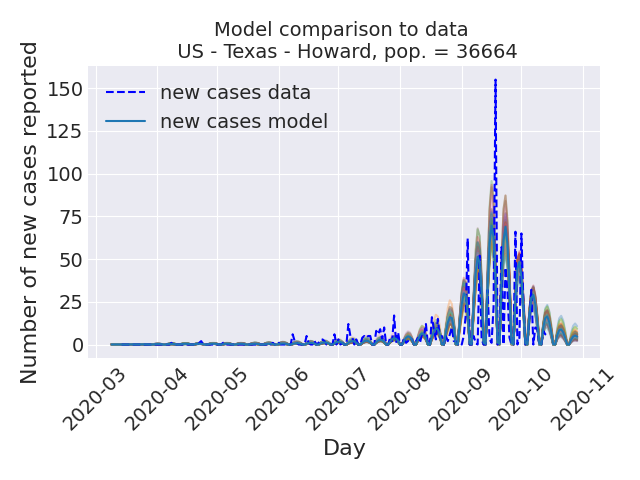 Model comparison to data
US - Texas - Howard, pop. = 36664
Number of new cases reported
150
125
100
75
50
25
0
new cases data
new cases model
2020-03
2020-04
2020-05
2020-06
2020-07
2020-08
2020-09
2020-10
2020-11
Day